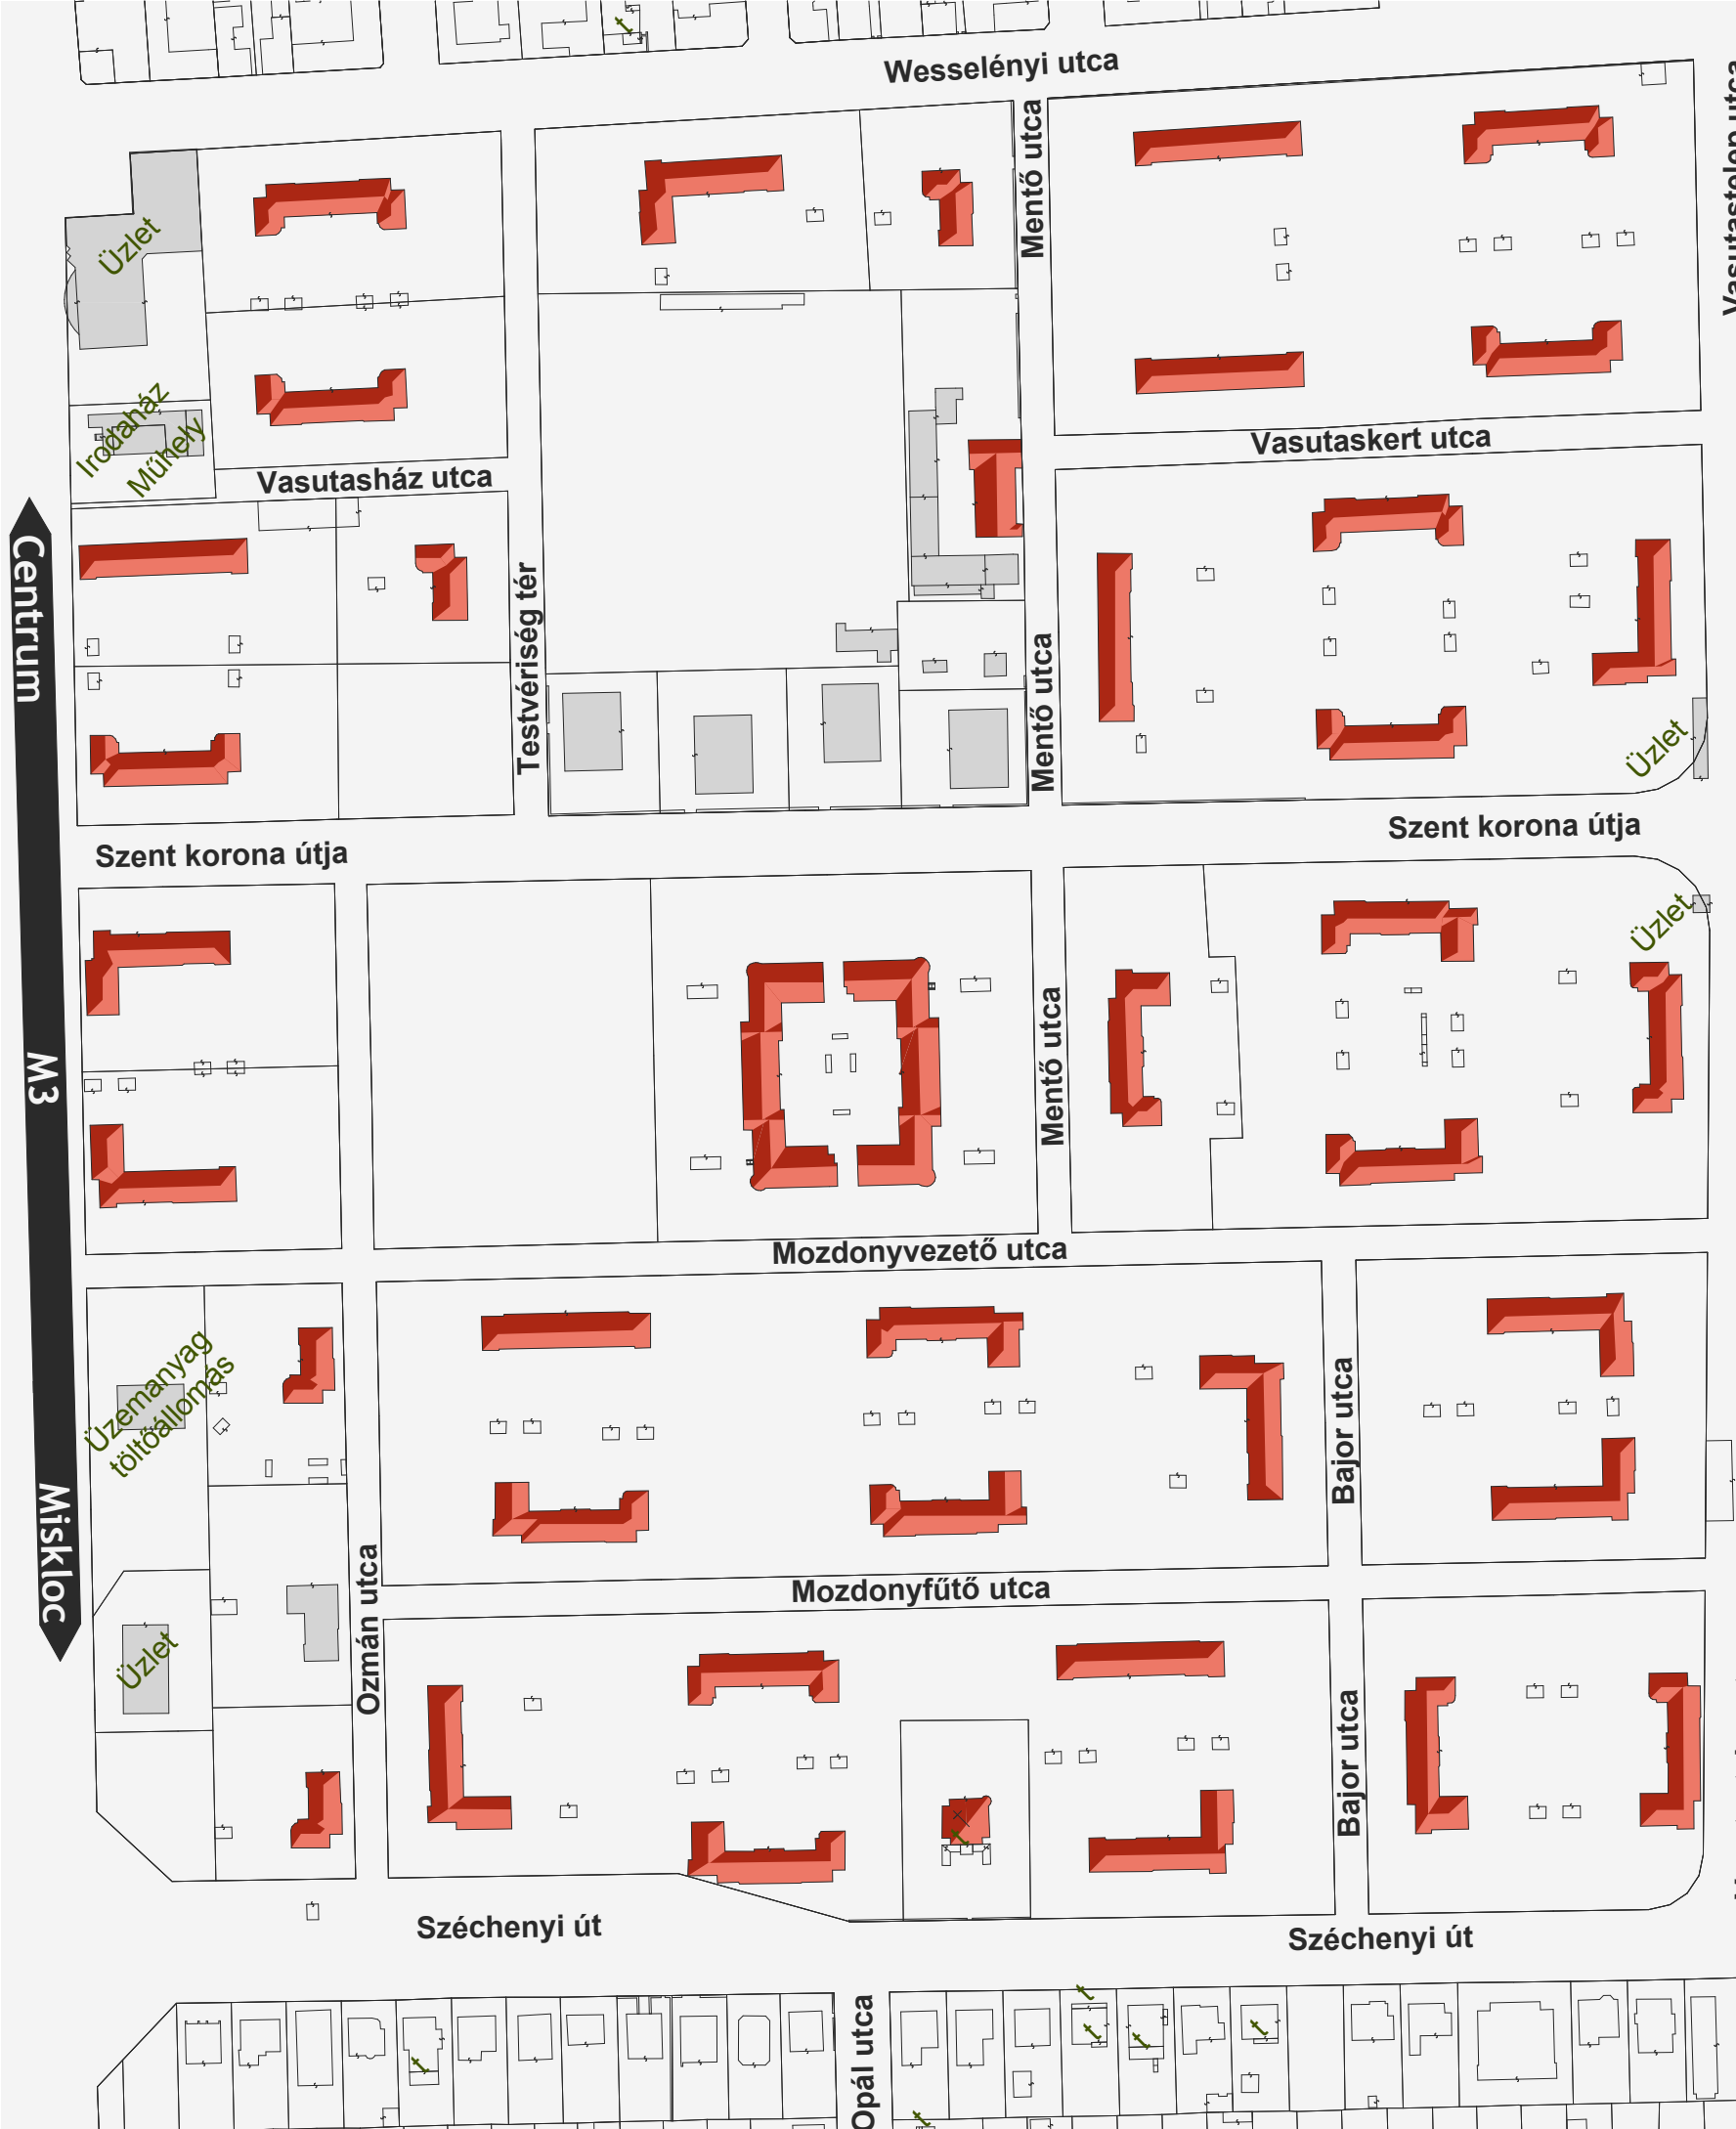 t
Wesselényi utca
Vasutastelep utca
Mentő utca
Üzlet
Irodaház
Műhely
Vasutasház utca
Vasutaskert utca
Centrum
Testvériség tér
Mentő utca
Üzlet
Szent korona útja
Szent korona útja
Üzlet
M3
Mentő utca
Mozdonyvezető utca
Üzemanyag
töltőállomás
Bajor utca
Miskloc
Ozmán utca
Mozdonyfűtő utca
Üzlet
Bajor utca
t
Széchenyi út
Széchenyi út
Opál utca
t
t
t
t
t
t